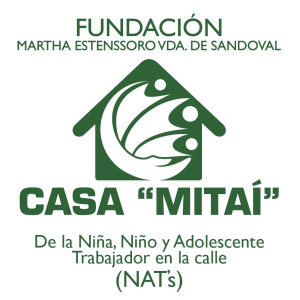 FUNDACIÓN
MARTHA ESTENSSORO VDA. DE SANDOVAL
CASA "MITAÍ"
De la Niña, Niño y Adolescente
Trabajador en la calle
(NAT's)